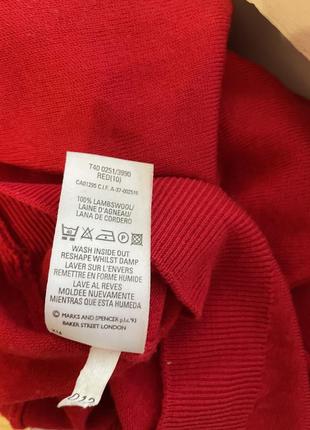 T40 0251/3990
RED(10)
CA01295 C.I.F. A-37-002516
100% LAMBSWOOL/
LAINE D'AGNEAU/
LANA DE CORDERO
WASH INSIDE OUT
RESHAPE WHILST DAMP
LAVER SUR L'ENVERS
REMETTRE EN FORME HUMIDE
LAVE AL REVES
MOLDEE NUEVAMENTE
MIENTRAS QUE ESTA HUMEDA
© MARKS AND SPENCER p.l.c.'93
BAKER STREET LONDON